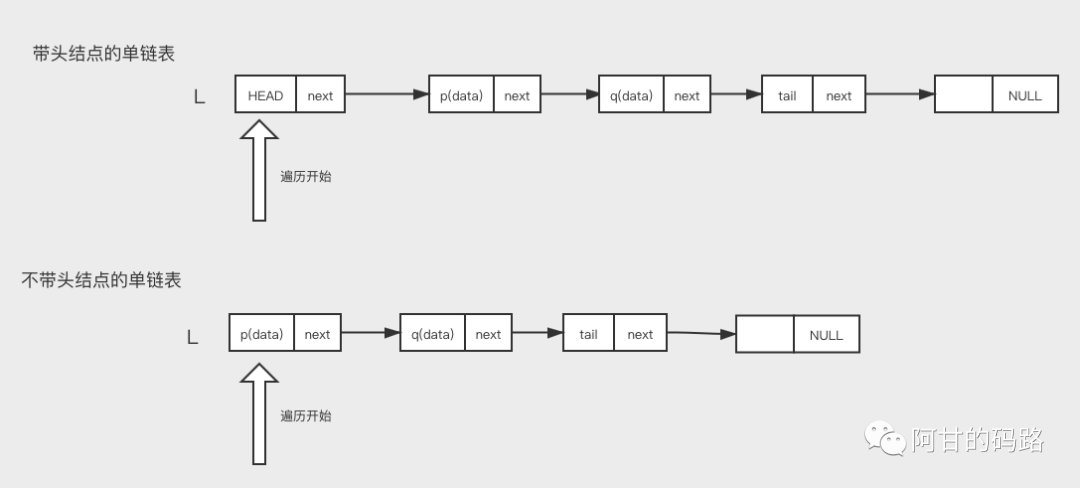 带头结点的单链表
L HEAD next p(data) next q(data) next tail next NULL
遍历开始
不带头结点的单链表
L p(data) next q(data) next tail next NULL
遍历开始
阿甘的码路